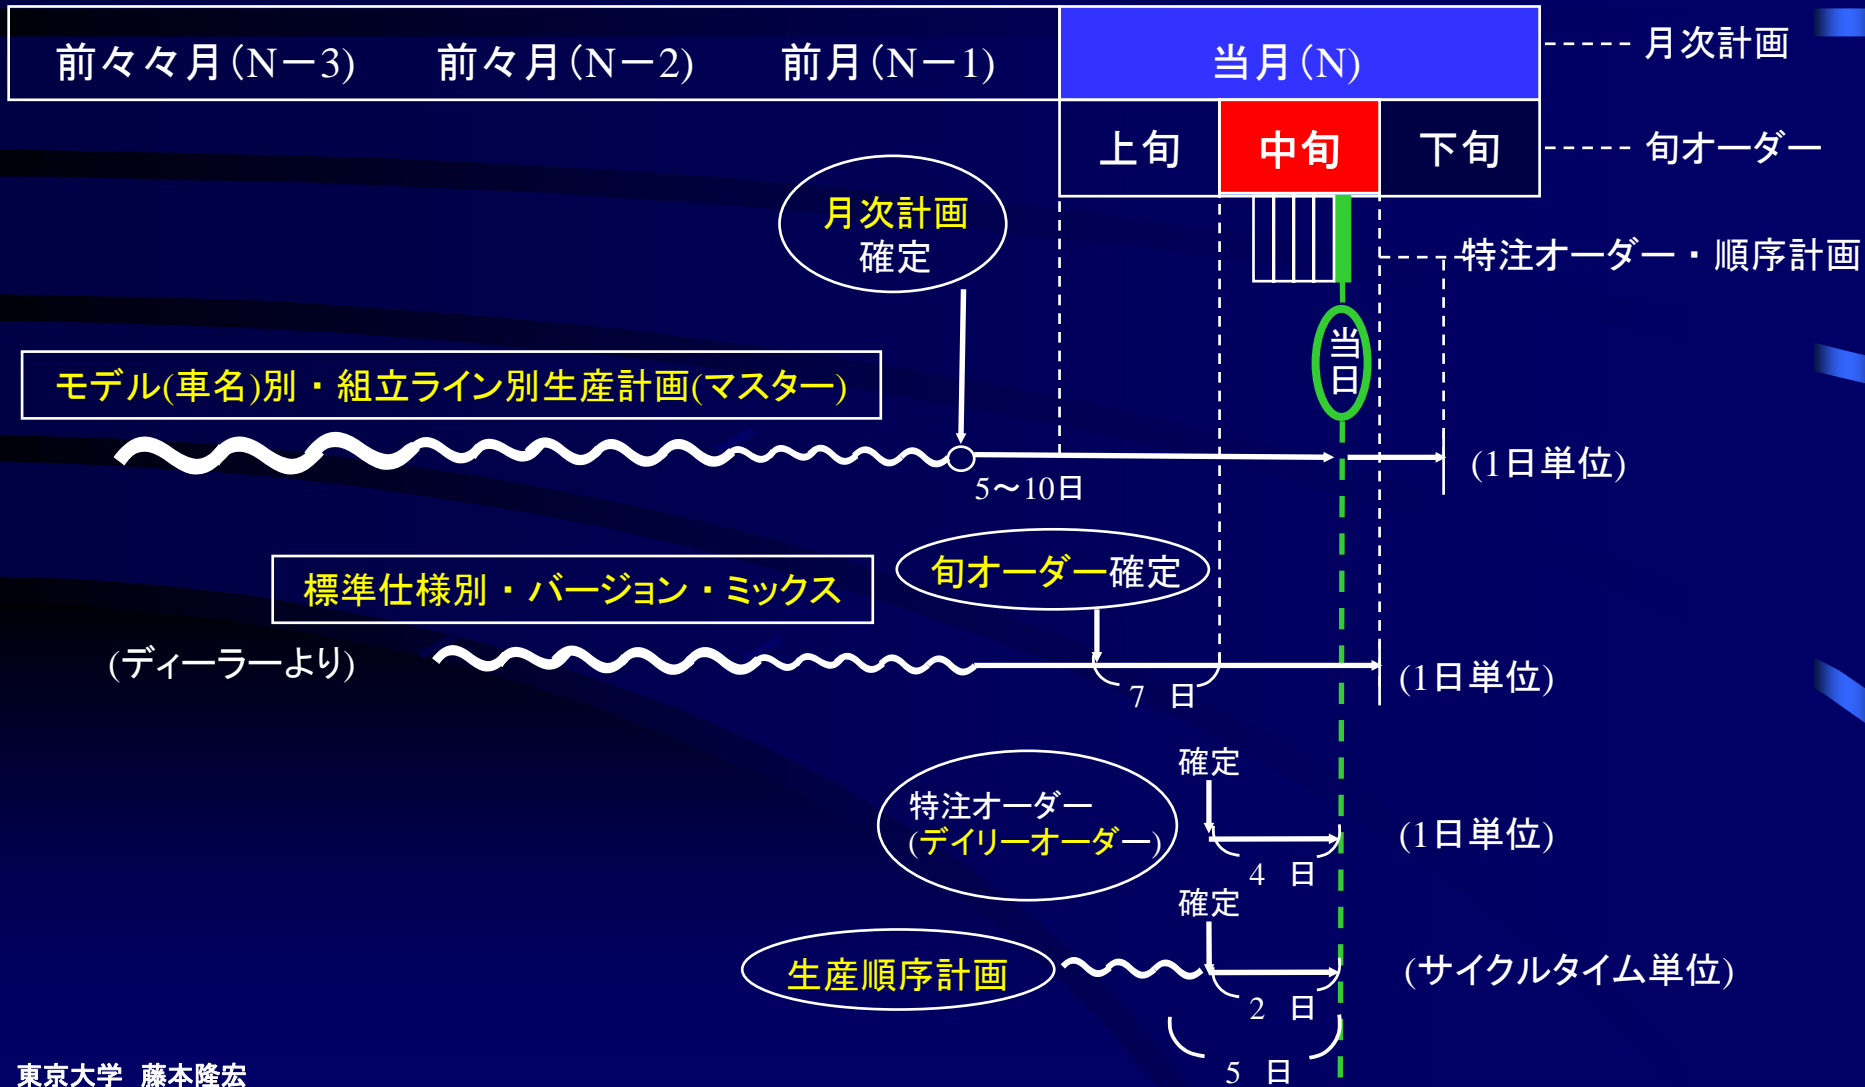 前々々月(N－3)　前々月(N－2)　前月(N－1)　当月(N)　月次計画
上旬　中旬　下旬　旬オーダー
月次計画
確定
特注オーダー・順序計画
当
日
モデル(車名)別・組立ライン別生産計画(マスター)
(1日単位)
5～10日
旬オーダー確定
標準仕様別・バージョン・ミックス
(ディーラーより)
(1日単位)
7 日
確定
特注オーダー
(デイリーオーダー)
(1日単位)
4 日
確定
生産順序計画
(サイクルタイム単位)
2 日
5 日
東京大学 藤本隆宏